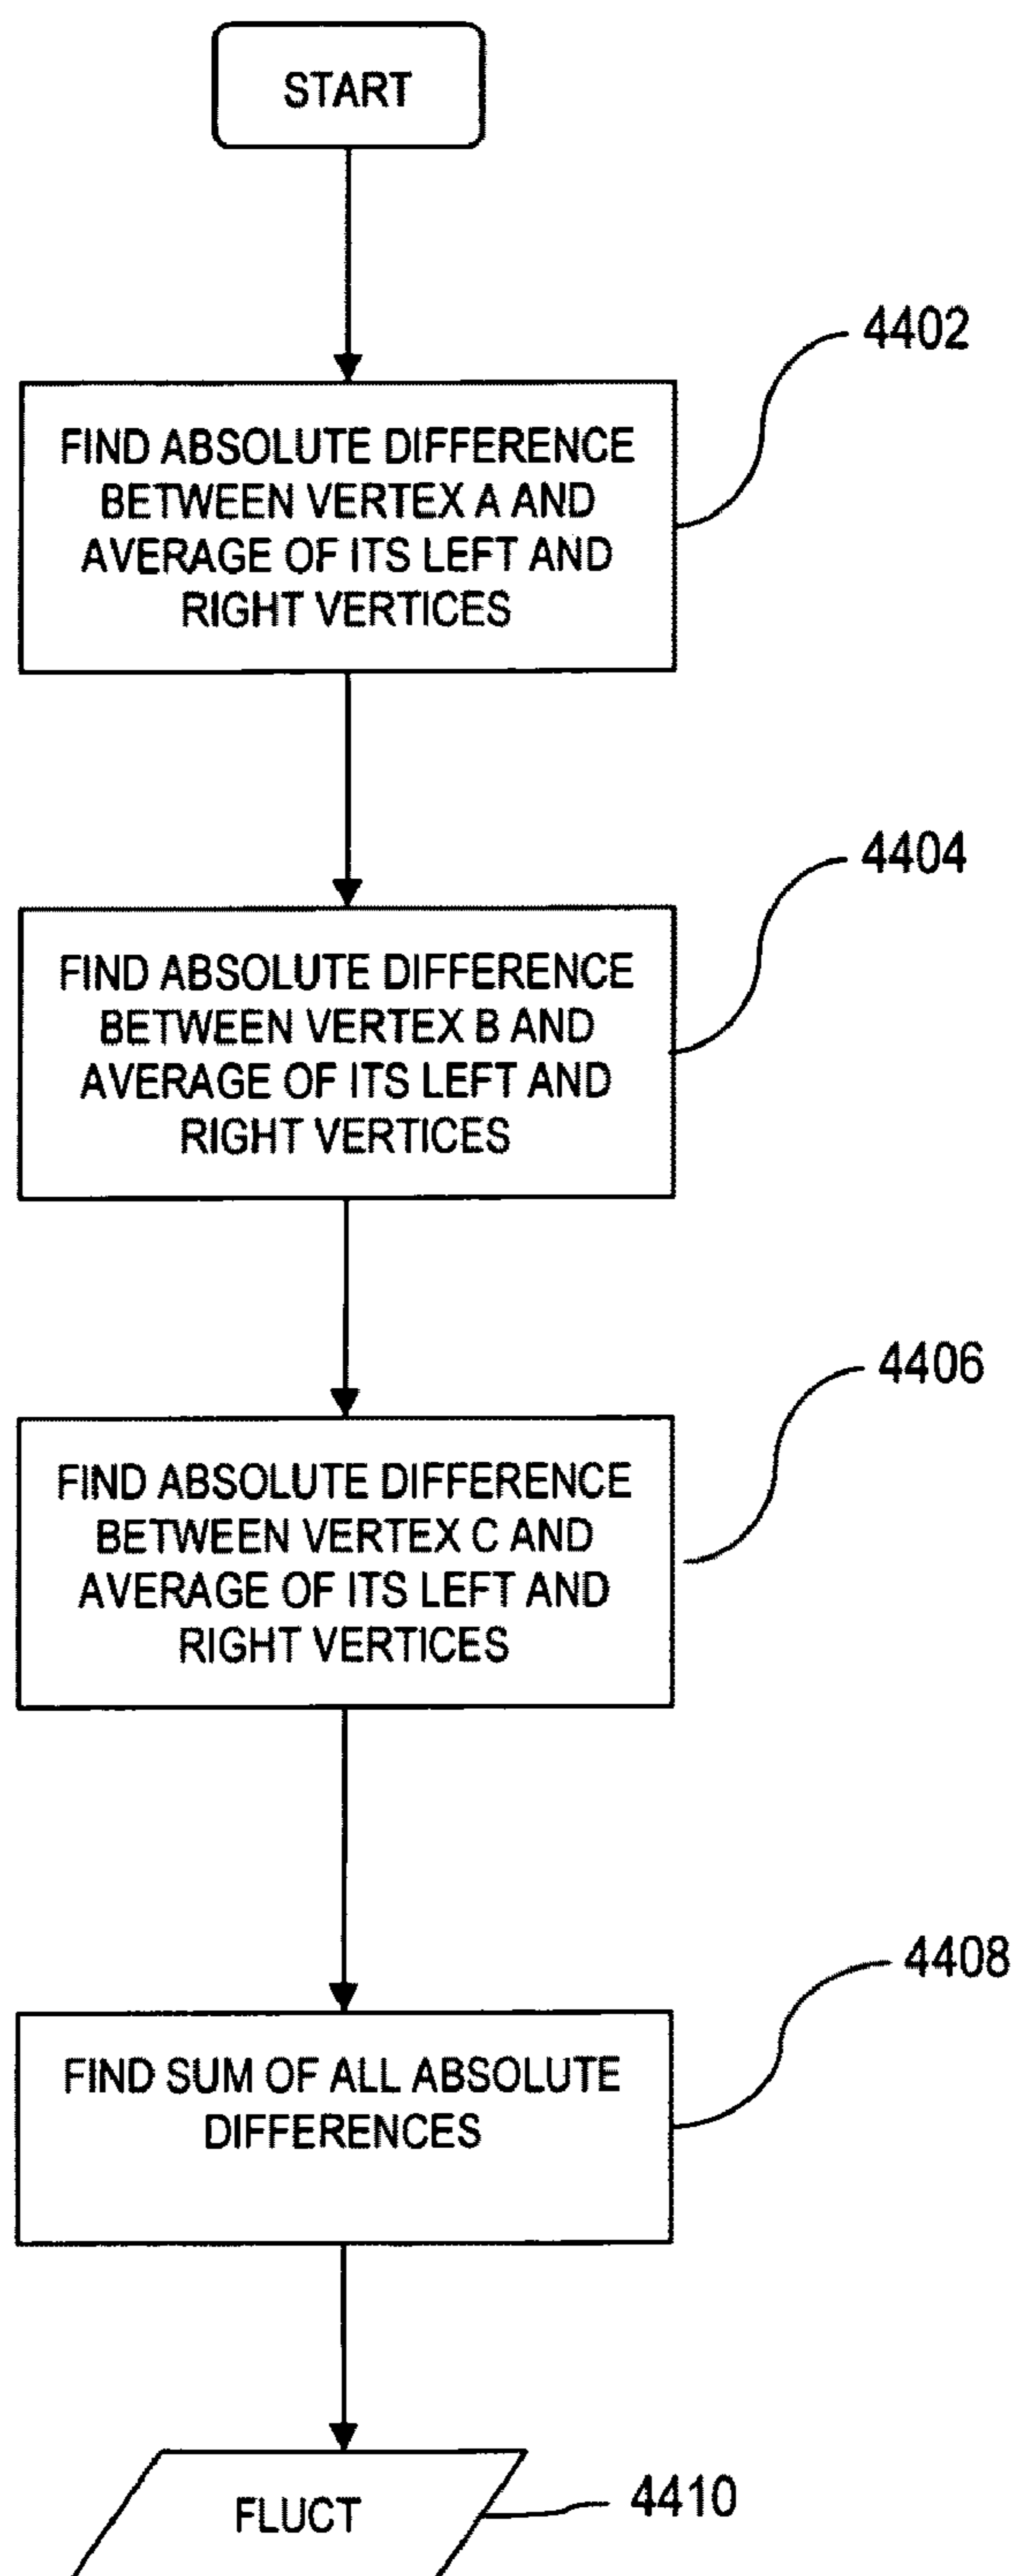 START
4402
FIND ABSOLUTE DIFFERENCE
BETWEEN VERTEX A AND
AVERAGE OF ITS LEFT AND
RIGHT VERTICES
4404
FIND ABSOLUTE DIFFERENCE
BETWEEN VERTEX B AND
AVERAGE OF ITS LEFT AND
RIGHT VERTICES
4406
FIND ABSOLUTE DIFFERENCE
BETWEEN VERTEX C AND
AVERAGE OF ITS LEFT AND
RIGHT VERTICES
4408
FIND SUM OF ALL ABSOLUTE
DIFFERENCES
FLUCT
4410